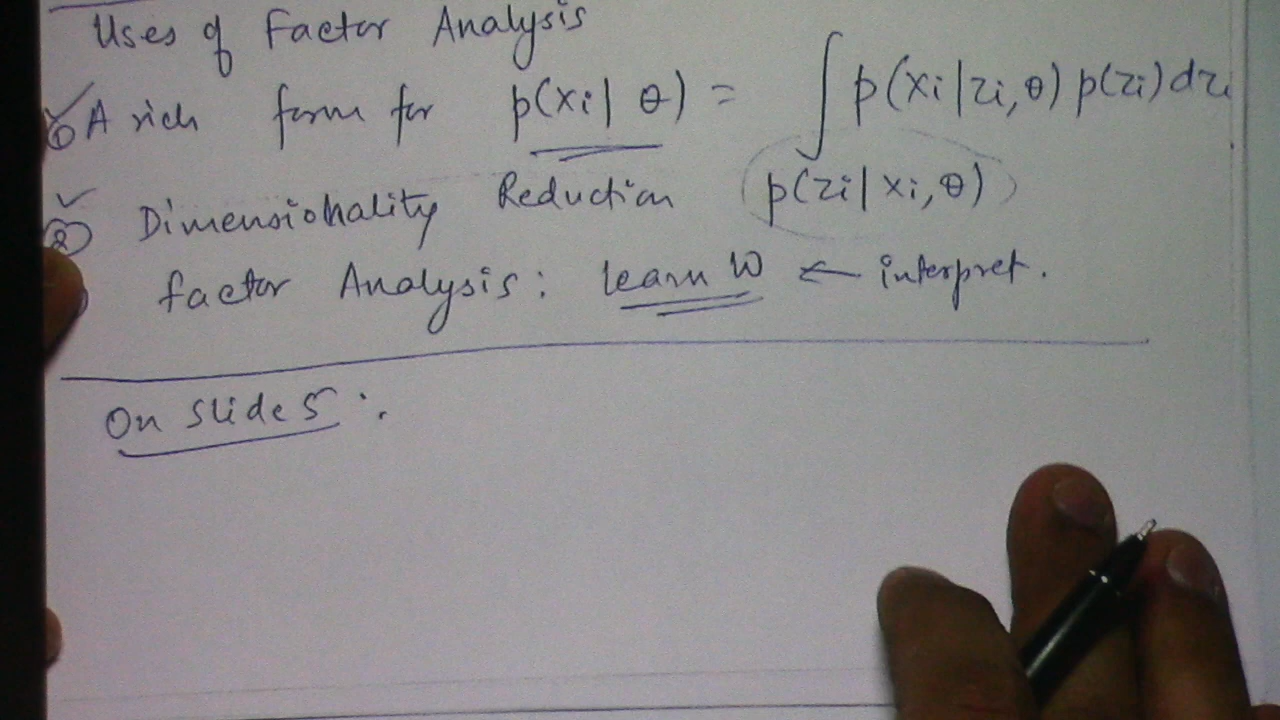 Uses of Factor Analysis
① A rich form for p(xi | θ) = ∫ p(xi|zi,θ) p(zi) dzi
② Dimensionality Reduction p(zi|xi,θ)
factor Analysis: learn W ← interpret.
On slide 5: